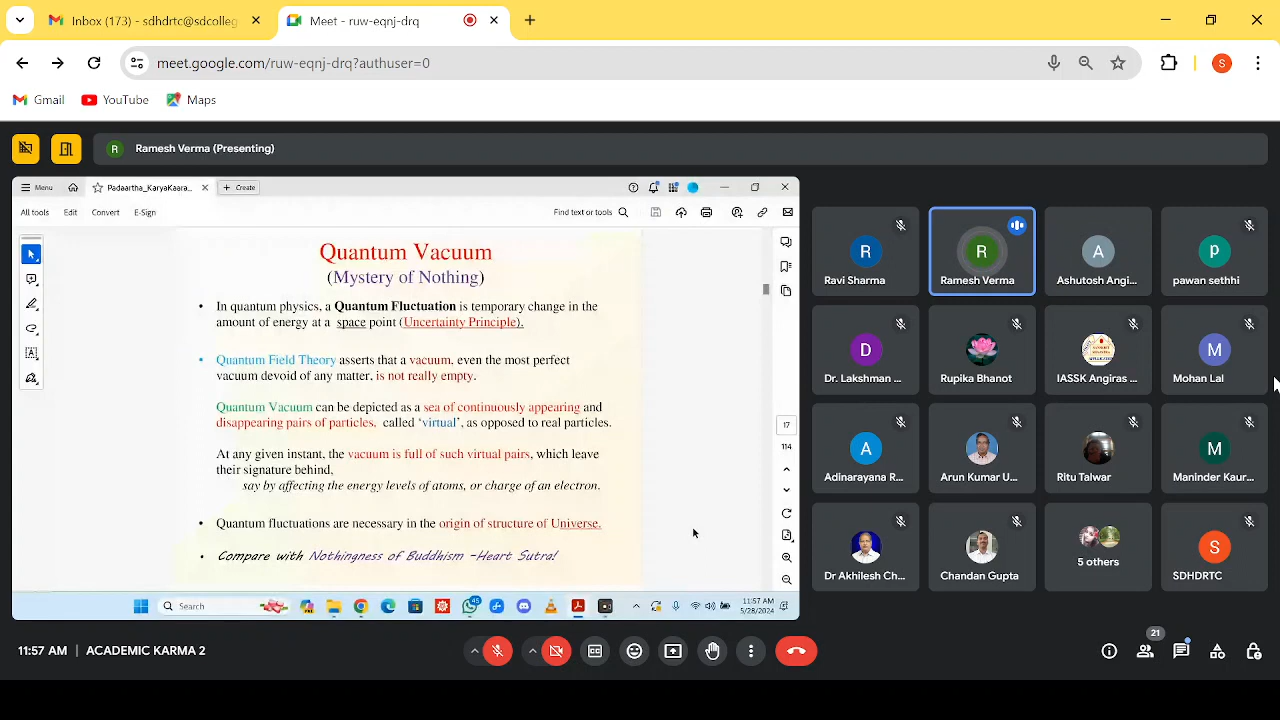 Inbox (173) - sdhdrtc@sdcolleg
Meet - ruw-eqnj-drq
meet.google.com/ruw-eqnj-drq?authuser=0
S
Gmail
YouTube
Maps
R
Ramesh Verma (Presenting)
Menu
Padaartha_KaryaKaara...
Create
All tools
Edit
Convert
E-Sign
Find text or tools
Quantum Vacuum
(Mystery of Nothing)
• In quantum physics, a Quantum Fluctuation is temporary change in the
amount of energy at a space point (Uncertainty Principle).
• Quantum Field Theory asserts that a vacuum, even the most perfect
vacuum devoid of any matter, is not really empty.
Quantum Vacuum can be depicted as a sea of continuously appearing and
disappearing pairs of particles, called ‘virtual’, as opposed to real particles.
At any given instant, the vacuum is full of such virtual pairs, which leave
their signature behind,
say by affecting the energy levels of atoms, or charge of an electron.
• Quantum fluctuations are necessary in the origin of structure of Universe.
• Compare with Nothingness of Buddhism -Heart Sutra!
17
114
Search
45
11:57 AM
5/28/2024
R
Ravi Sharma
R
Ramesh Verma
A
Ashutosh Angi...
p
pawan sethhi
D
Dr. Lakshman ...
Rupika Bhanot
IASSK Angiras ...
M
Mohan Lal
A
Adinarayana R...
Arun Kumar U...
Ritu Talwar
M
Maninder Kaur...
Dr Akhilesh Ch...
Chandan Gupta
5 others
S
SDHDRTC
11:57 AM | ACADEMIC KARMA 2
21